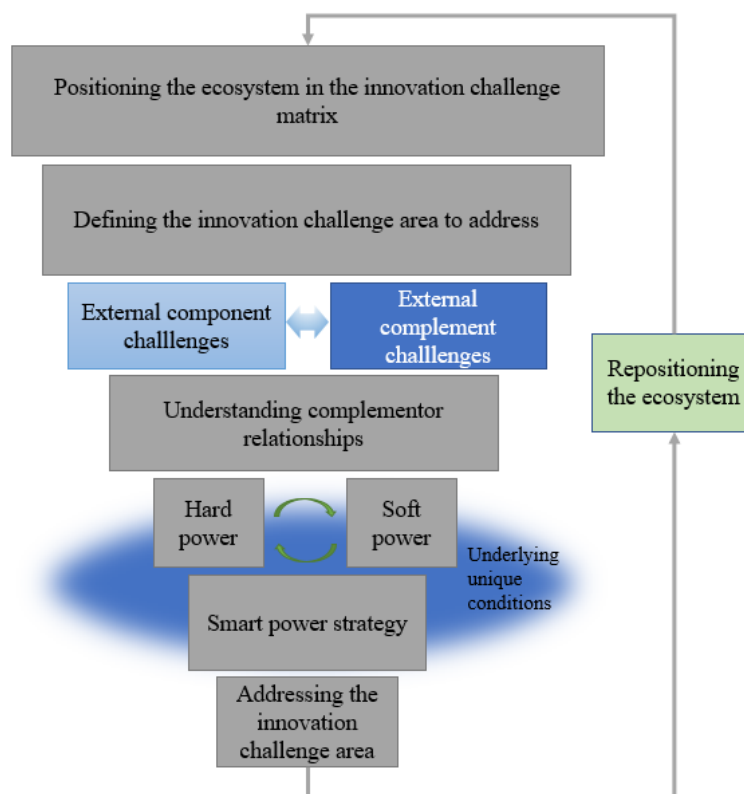 Positioning the ecosystem in the innovation challenge
matrix
Defining the innovation challenge area to address
External component
challlenges
External
complement
challlenges
Repositioning
the ecosystem
Understanding complementor
relationships
Hard
power
Soft
power
Underlying
unique
conditions
Smart power strategy
Addressing the
innovation
challenge area